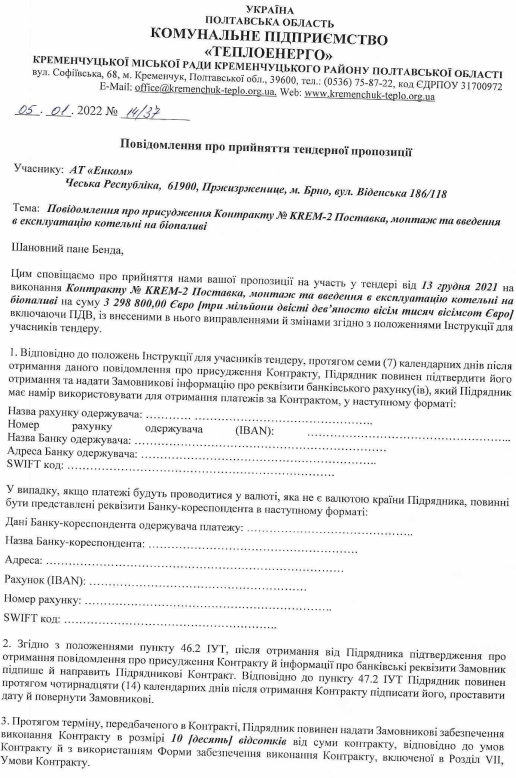 УКРАЇНА
ПОЛТАВСЬКА ОБЛАСТЬ
КОМУНАЛЬНЕ ПІДПРИЄМСТВО
«ТЕПЛОЕНЕРГО»
КРЕМЕНЧУЦЬКОЇ МІСЬКОЇ РАДИ КРЕМЕНЧУЦЬКОГО РАЙОНУ ПОЛТАВСЬКОЇ ОБЛАСТІ
вул. Софіївська, 68, м. Кременчук, Полтавської обл., 39600, тел.: (0536) 75-87-22, код ЄДРПОУ 31700972
E-Mail: office@kremenchuk-teplo.org.ua. Web: www.kremenchuk-teplo.org.ua.
05 . 01 . 2022 № 14/37
Повідомлення про прийняття тендерної пропозиції
Учаснику: АТ «Енком»
Чеська Республіка, 61900, Пржизрженице, м. Брно, вул. Віденська 186/118
Тема: Повідомлення про присудження Контракту № KREM-2 Поставка, монтаж та введення
в експлуатацію котельні на біопаливі
Шановний пане Бенда,
Цим сповіщаємо про прийняття нами вашої пропозиції на участь у тендері від 13 грудня 2021 на
виконання Контракту № KREM-2 Поставка, монтаж та введення в експлуатацію котельні на
біопаливі на суму 3 298 800,00 Євро [три мільйони двісті дев’яносто вісім тисяч вісімсот Євро]
включаючи ПДВ, із внесеними в нього виправленнями й змінами згідно з положеннями Інструкції для
учасників тендеру.
1. Відповідно до положень Інструкції для учасників тендеру, протягом семи (7) календарних днів після
отримання даного повідомлення про присудження Контракту, Підрядник повинен підтвердити його
отримання та надати Замовникові інформацію про реквізити банківського рахунку(ів), який Підрядник
має намір використовувати для отримання платежів за Контрактом, у наступному форматі:
Назва рахунку одержувача: ………… ……………………..
Номер рахунку одержувача (IBAN): …………………………………………..
Назва Банку одержувача: ……………………………………………………
Адреса Банку одержувача: …………………………………………………..
SWIFT код: ……………………………………………………………
У випадку, якщо платежі будуть проводитися у валюті, яка не є валютою країни Підрядника, повинні
бути представлені реквізити Банку-кореспондента в наступному форматі:
Дані Банку-кореспондента одержувача платежу: …………………………………..
Назва Банку-кореспондента: ……………………………………………
Адреса: ……………………………………………………………
Рахунок (IBAN): …………………………………………
Номер рахунку: ………………………………………………..
SWIFT код: ……………………………………………….
2. Згідно з положеннями пункту 46.2 ІУТ, після отримання від Підрядника підтвердження про
отримання повідомлення про присудження Контракту й інформації про банківські реквізити Замовник
підпише й направить Підрядникові Контракт. Відповідно до пункту 47.2 ІУТ Підрядник повинен
протягом чотирнадцяти (14) календарних днів після отримання Контракту підписати його, проставити
дату й повернути Замовникові.
3. Протягом терміну, передбаченого в Контракті, Підрядник повинен надати Замовникові забезпечення
виконання Контракту в розмірі 10 [десять] відсотків від суми контракту, відповідно до умов
Контракту й з використанням Форми забезпечення виконання Контракту, включеної в Розділ VII,
Умови Контракту.